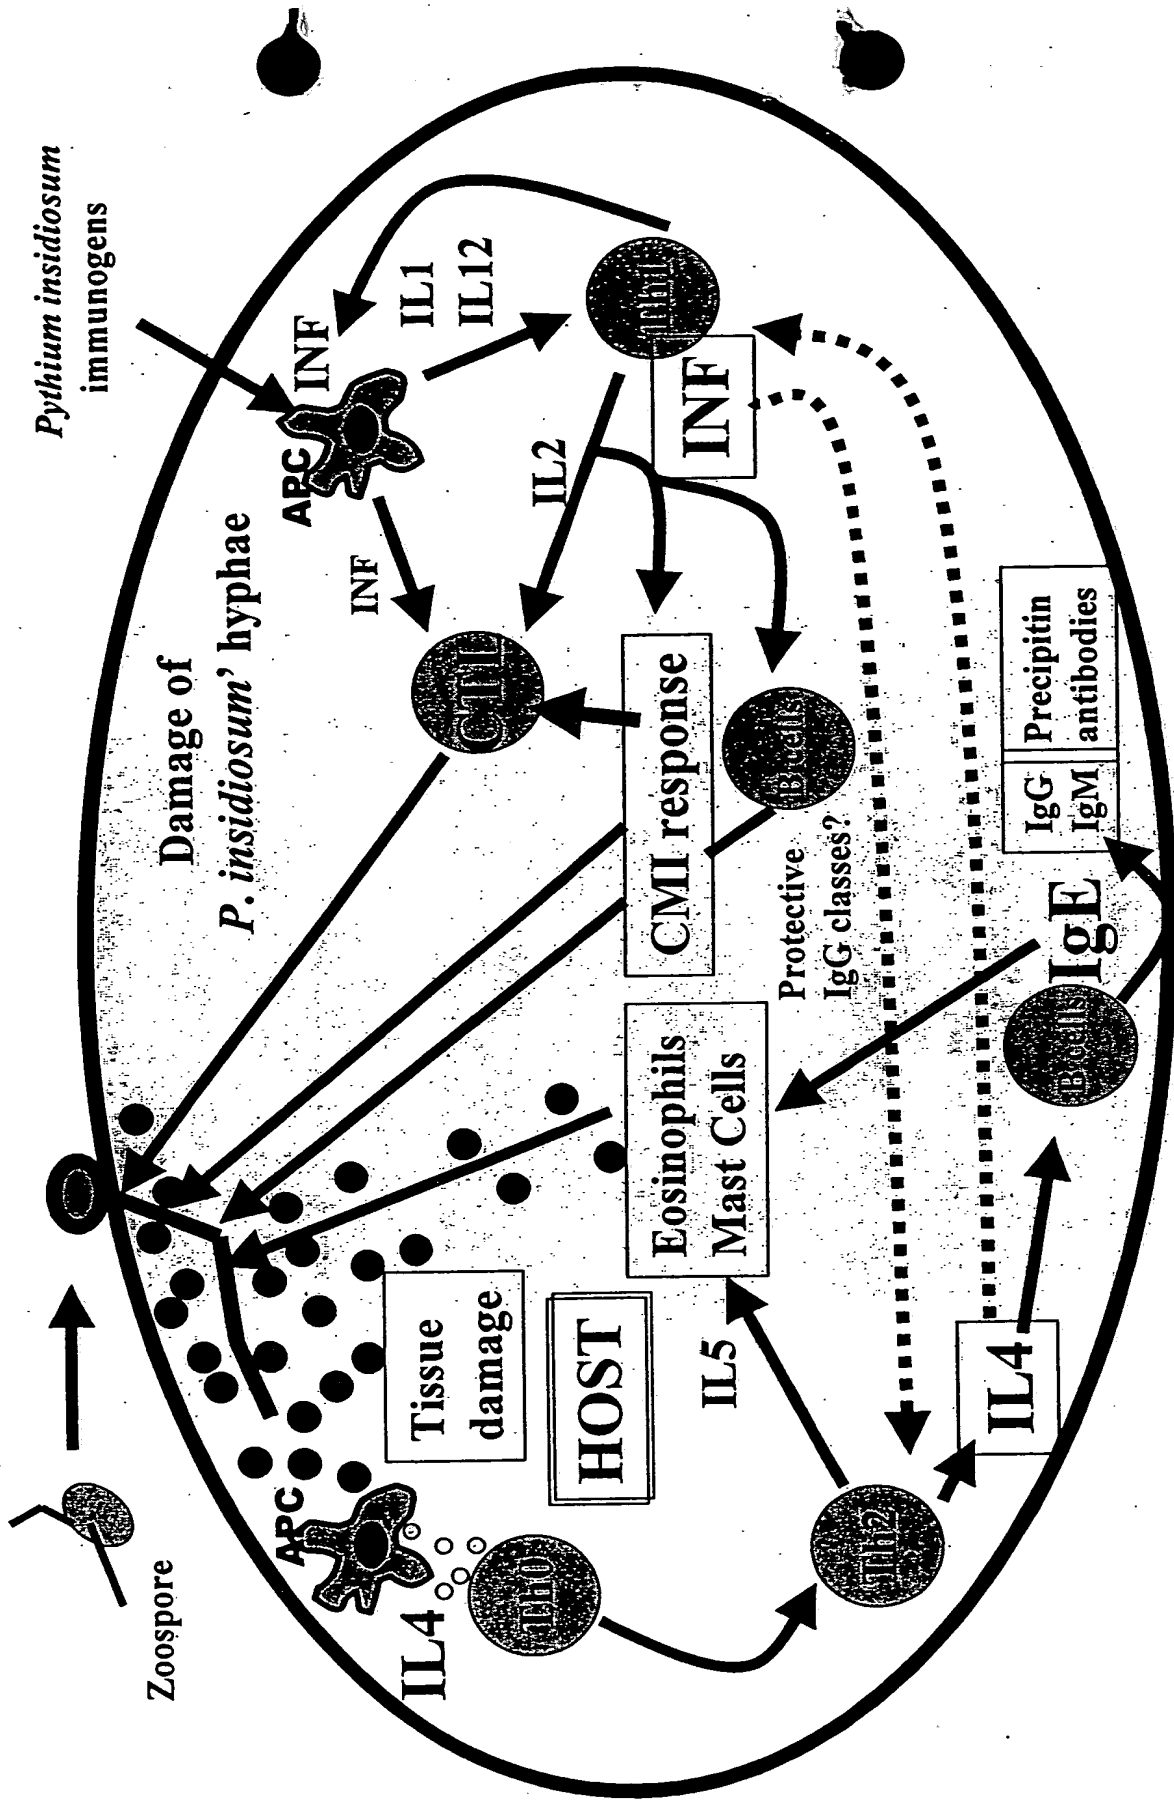 Zoospore
Pythium insidiosum
immunogens
Damage of
P. insidiosum' hyphae
APC
INF
APC
IL4
Th0
Tissue
damage
HOST
INF
CTL
IL1
IL12
IL2
Th1
INF
CMI response
B cells
Protective
IgG classes?
Eosinophils
Mast Cells
IL5
Th2
IL4
B cells
IgE
IgG
IgM
Precipitin
antibodies